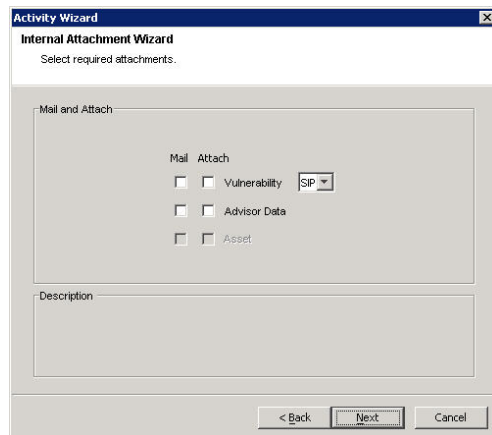 Activity Wizard
Internal Attachment Wizard
Select required attachments.
Mail and Attach
Mail Attach
Vulnerability SIP
Advisor Data
Asset
Description
< Back Next Cancel